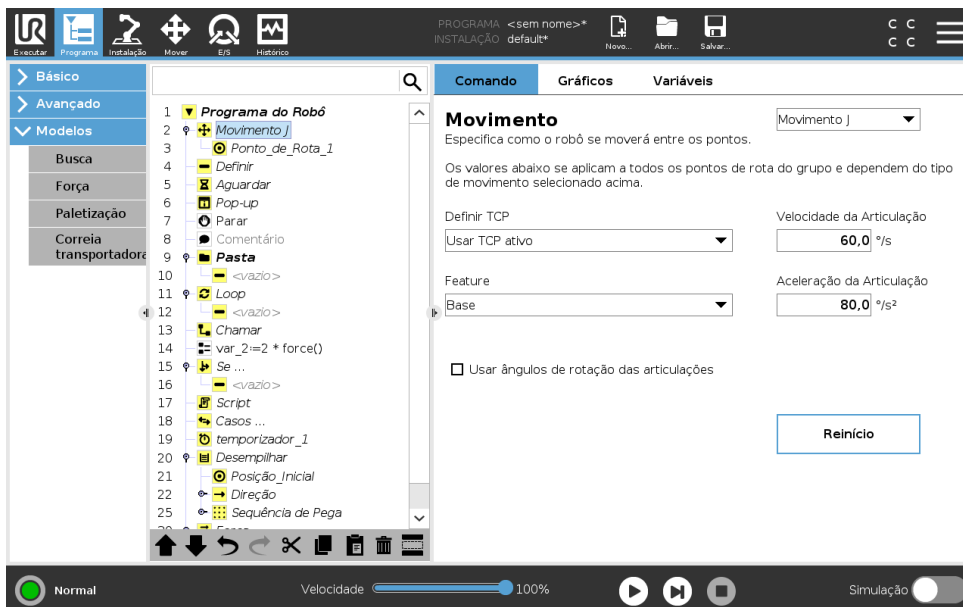 UR
PROGRAMA <sem nome>*
INSTALAÇÃO default*
Executar Programa Instalação Mover E/S Histórico Novo... Abrir... Salvar...
C C
C C
Básico
Avançado
Modelos
Busca
Força
Paletização
Correia
transportadora
1 Programa do Robô
2 Movimento J
3 Ponto_de_Rota_1
4 Definir
5 Aguardar
6 Pop-up
7 Parar
8 Comentário
9 Pasta
10 <vazio>
11 Loop
12 <vazio>
13 Chamar
14 var_2:=2 * force()
15 Se ...
16 <vazio>
17 Script
18 Casos ...
19 temporizador_1
20 Desempilhar
21 Posição_Inicial
22 Direção
25 Sequência de Pega
Comando Gráficos Variáveis
Movimento
Movimento J
Especifica como o robô se moverá entre os pontos.
Os valores abaixo se aplicam a todos os pontos de rota do grupo e dependem do tipo
de movimento selecionado acima.
Definir TCP Velocidade da Articulação
Usar TCP ativo 60,0 °/s
Feature Aceleração da Articulação
Base 80,0 °/s²
Usar ângulos de rotação das articulações
Reinício
Normal Velocidade 100% Simulação